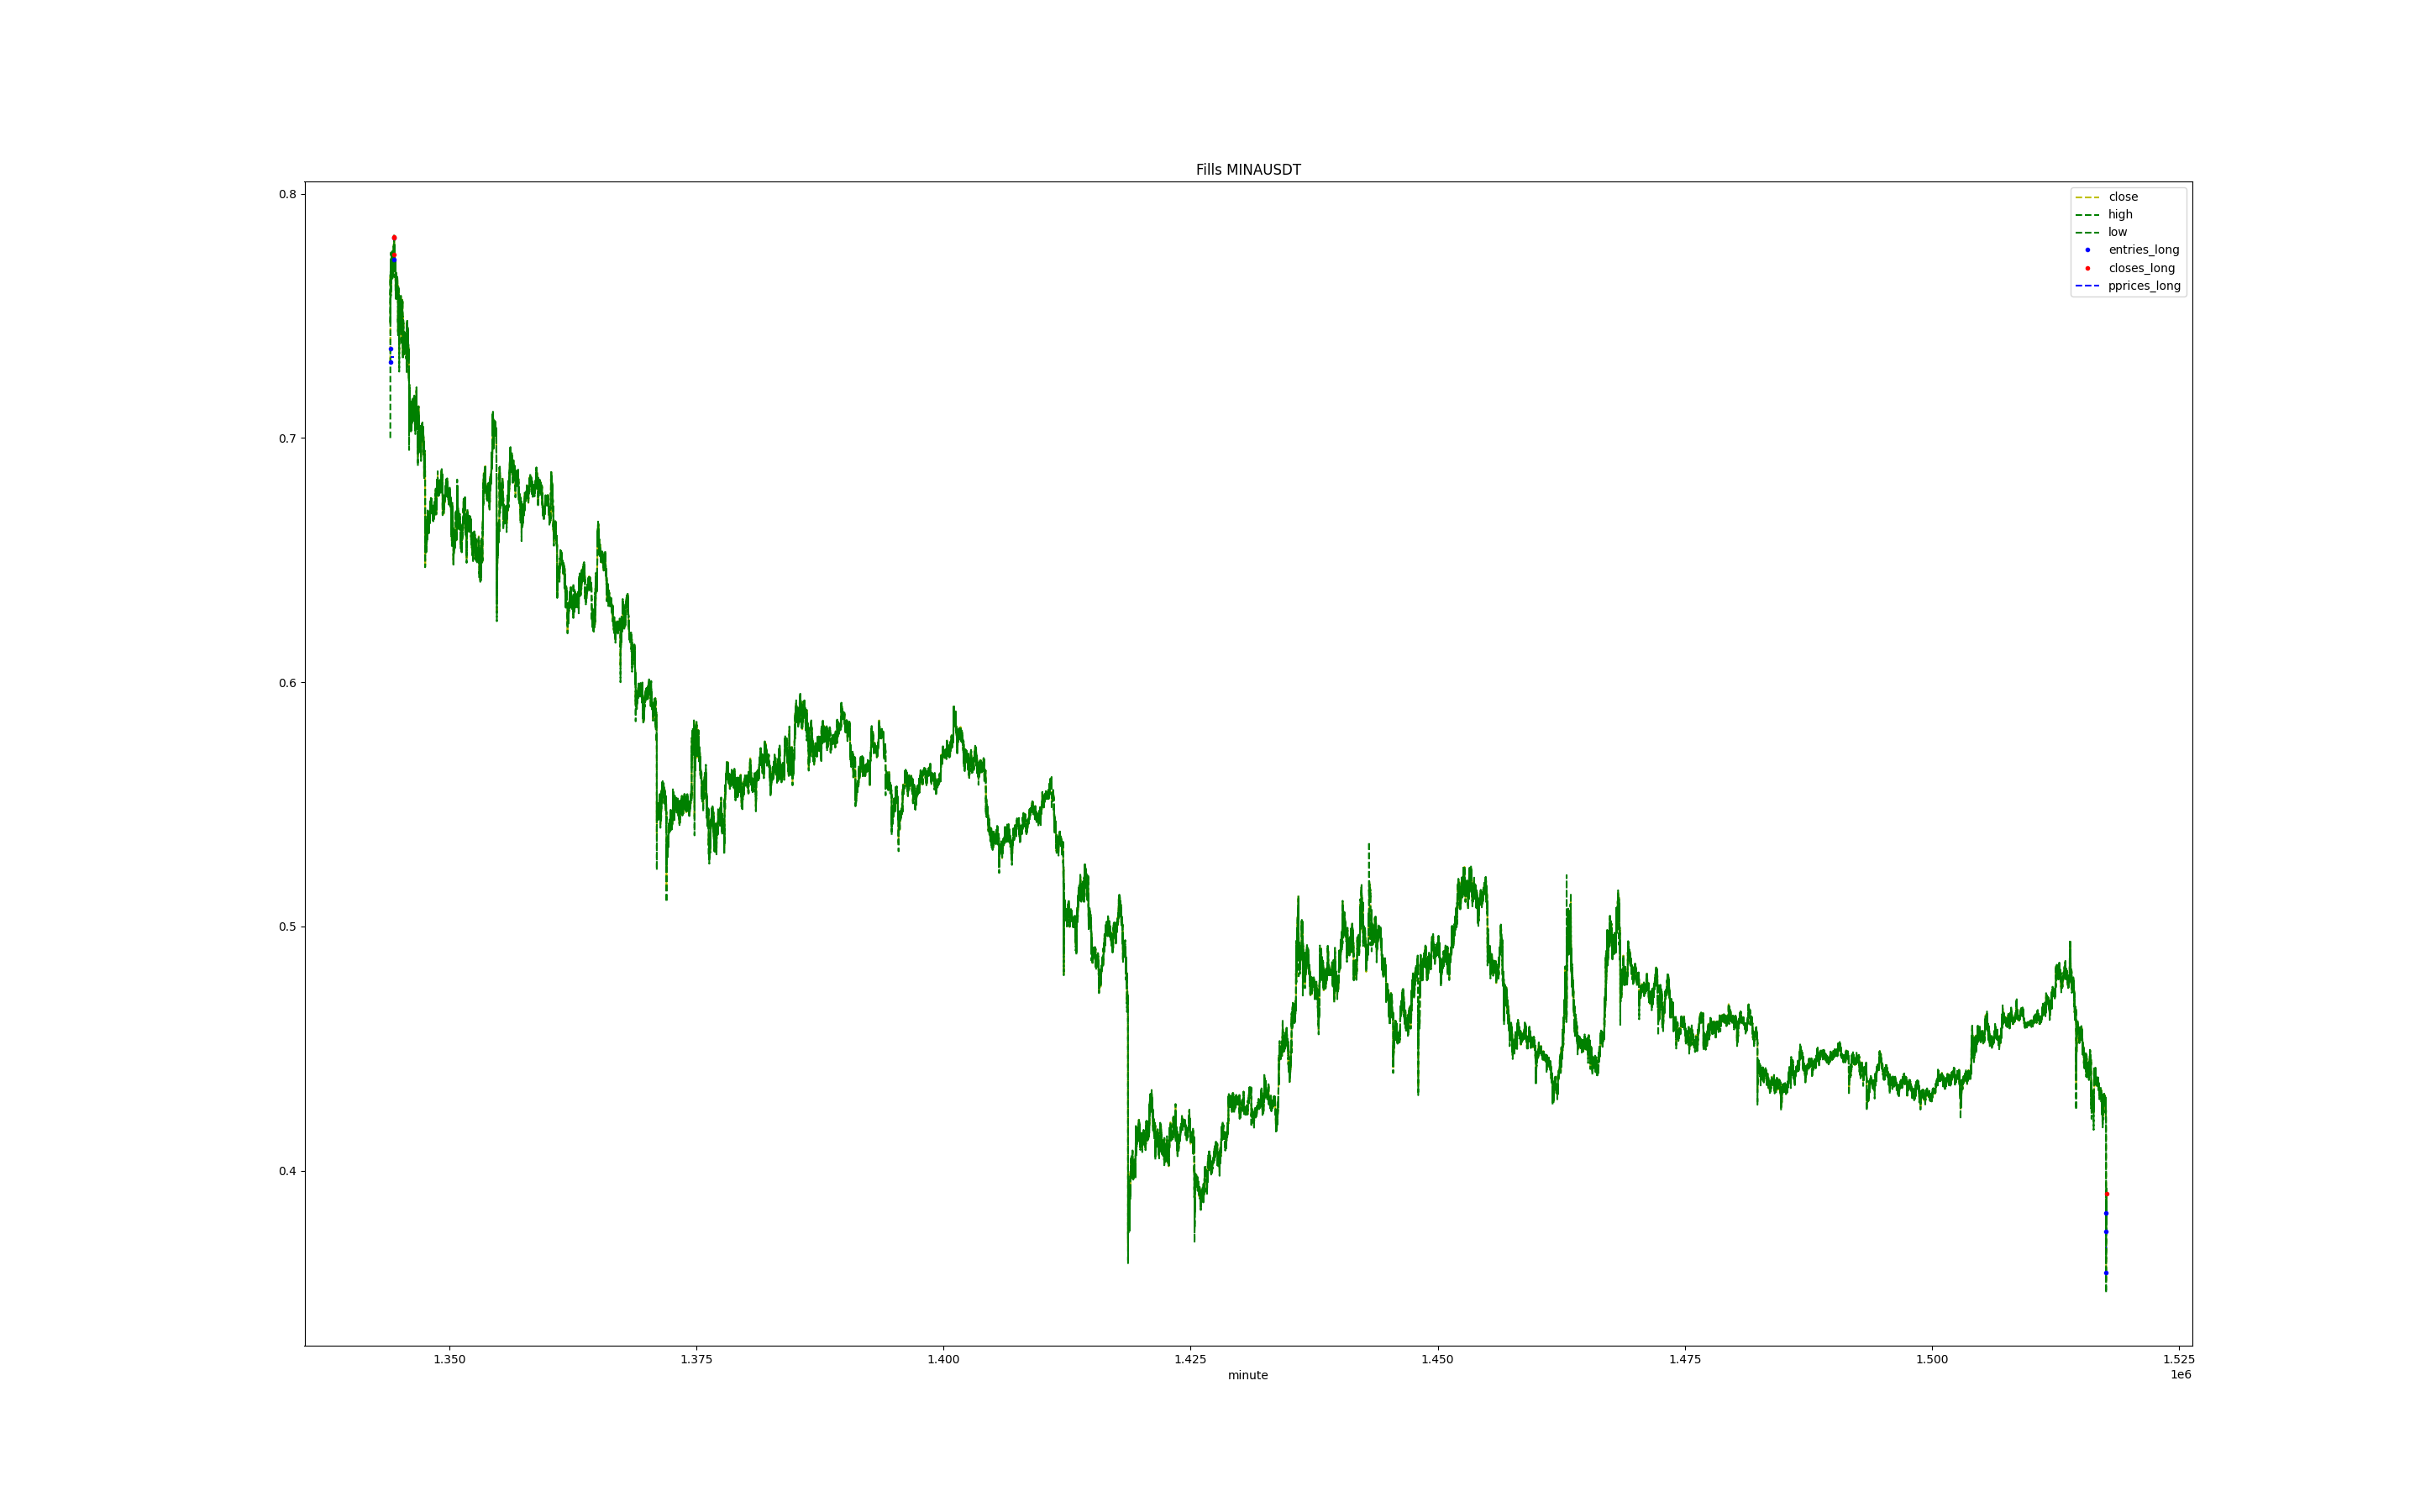 Fills MINAUSDT
0.8
0.7
0.6
0.5
0.4
close
high
low
entries_long
closes_long
pprices_long
1.350 1.375 1.400 1.425 1.450 1.475 1.500 1.525
minute
1e6